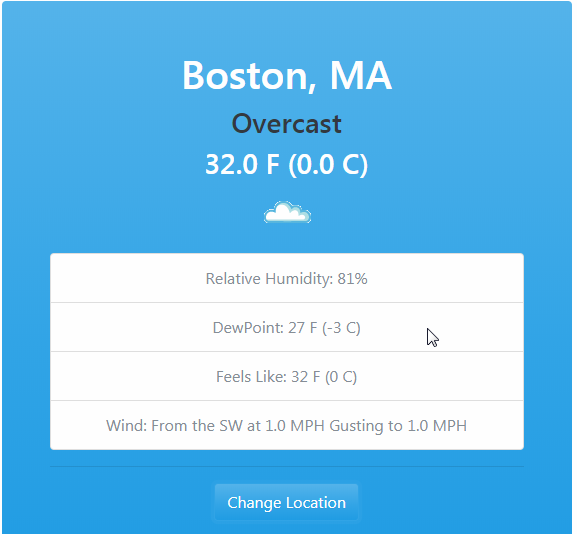 Boston, MA
Overcast
32.0 F (0.0 C)
Relative Humidity: 81%
DewPoint: 27 F (-3 C)
Feels Like: 32 F (0 C)
Wind: From the SW at 1.0 MPH Gusting to 1.0 MPH
Change Location